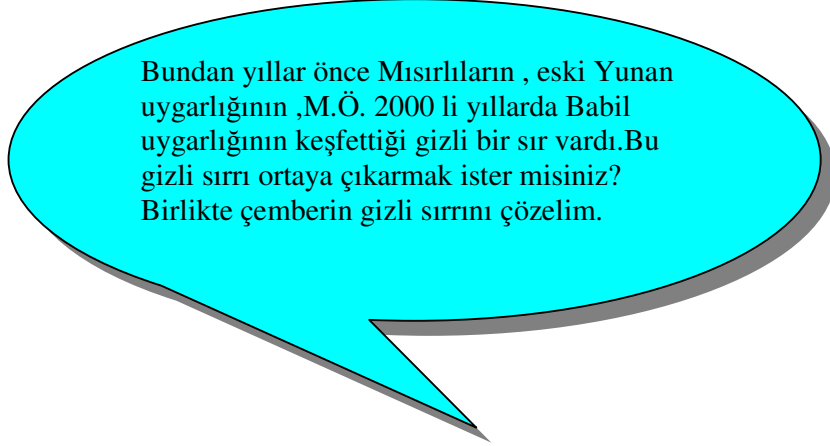 Bundan yıllar önce Mısırlıların , eski Yunan
uygarlığının ,M.Ö. 2000 li yıllarda Babil
uygarlığının keşfettiği gizli bir sır vardı.Bu
gizli sırrı ortaya çıkarmak ister misiniz?
Birlikte çemberin gizli sırrını çözelim.